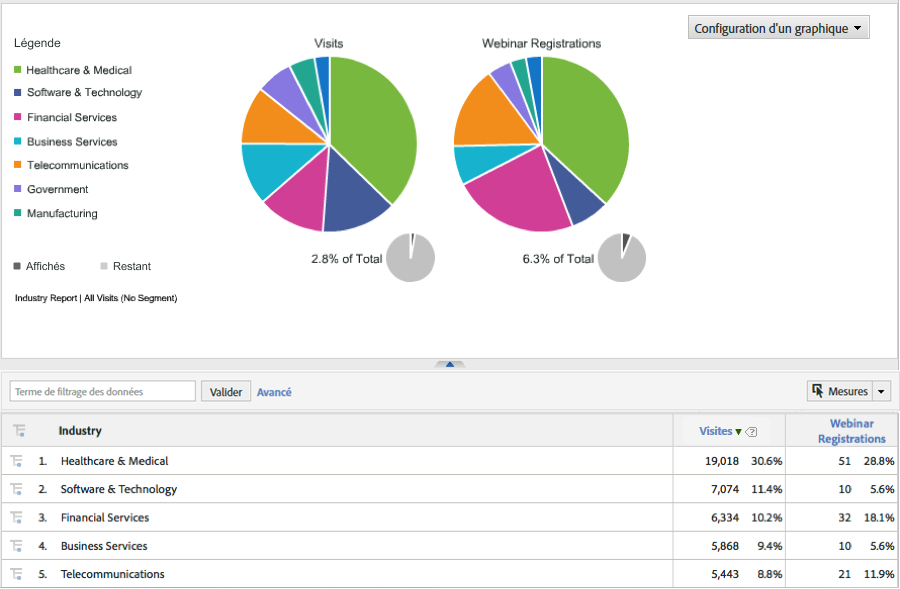 Configuration d'un graphique
Légende
Visits
Webinar Registrations
Healthcare & Medical
Software & Technology
Financial Services
Business Services
Telecommunications
Government
Manufacturing
2.8% of Total
6.3% of Total
Affichés
Restant
Industry Report | All Visits (No Segment)
Terme de filtrage des données
Valider
Avancé
Mesures
Industry
Visites ▼ ?
Webinar
Registrations
1. Healthcare & Medical 19,018 30.6% 51 28.8%
2. Software & Technology 7,074 11.4% 10 5.6%
3. Financial Services 6,334 10.2% 32 18.1%
4. Business Services 5,868 9.4% 10 5.6%
5. Telecommunications 5,443 8.8% 21 11.9%